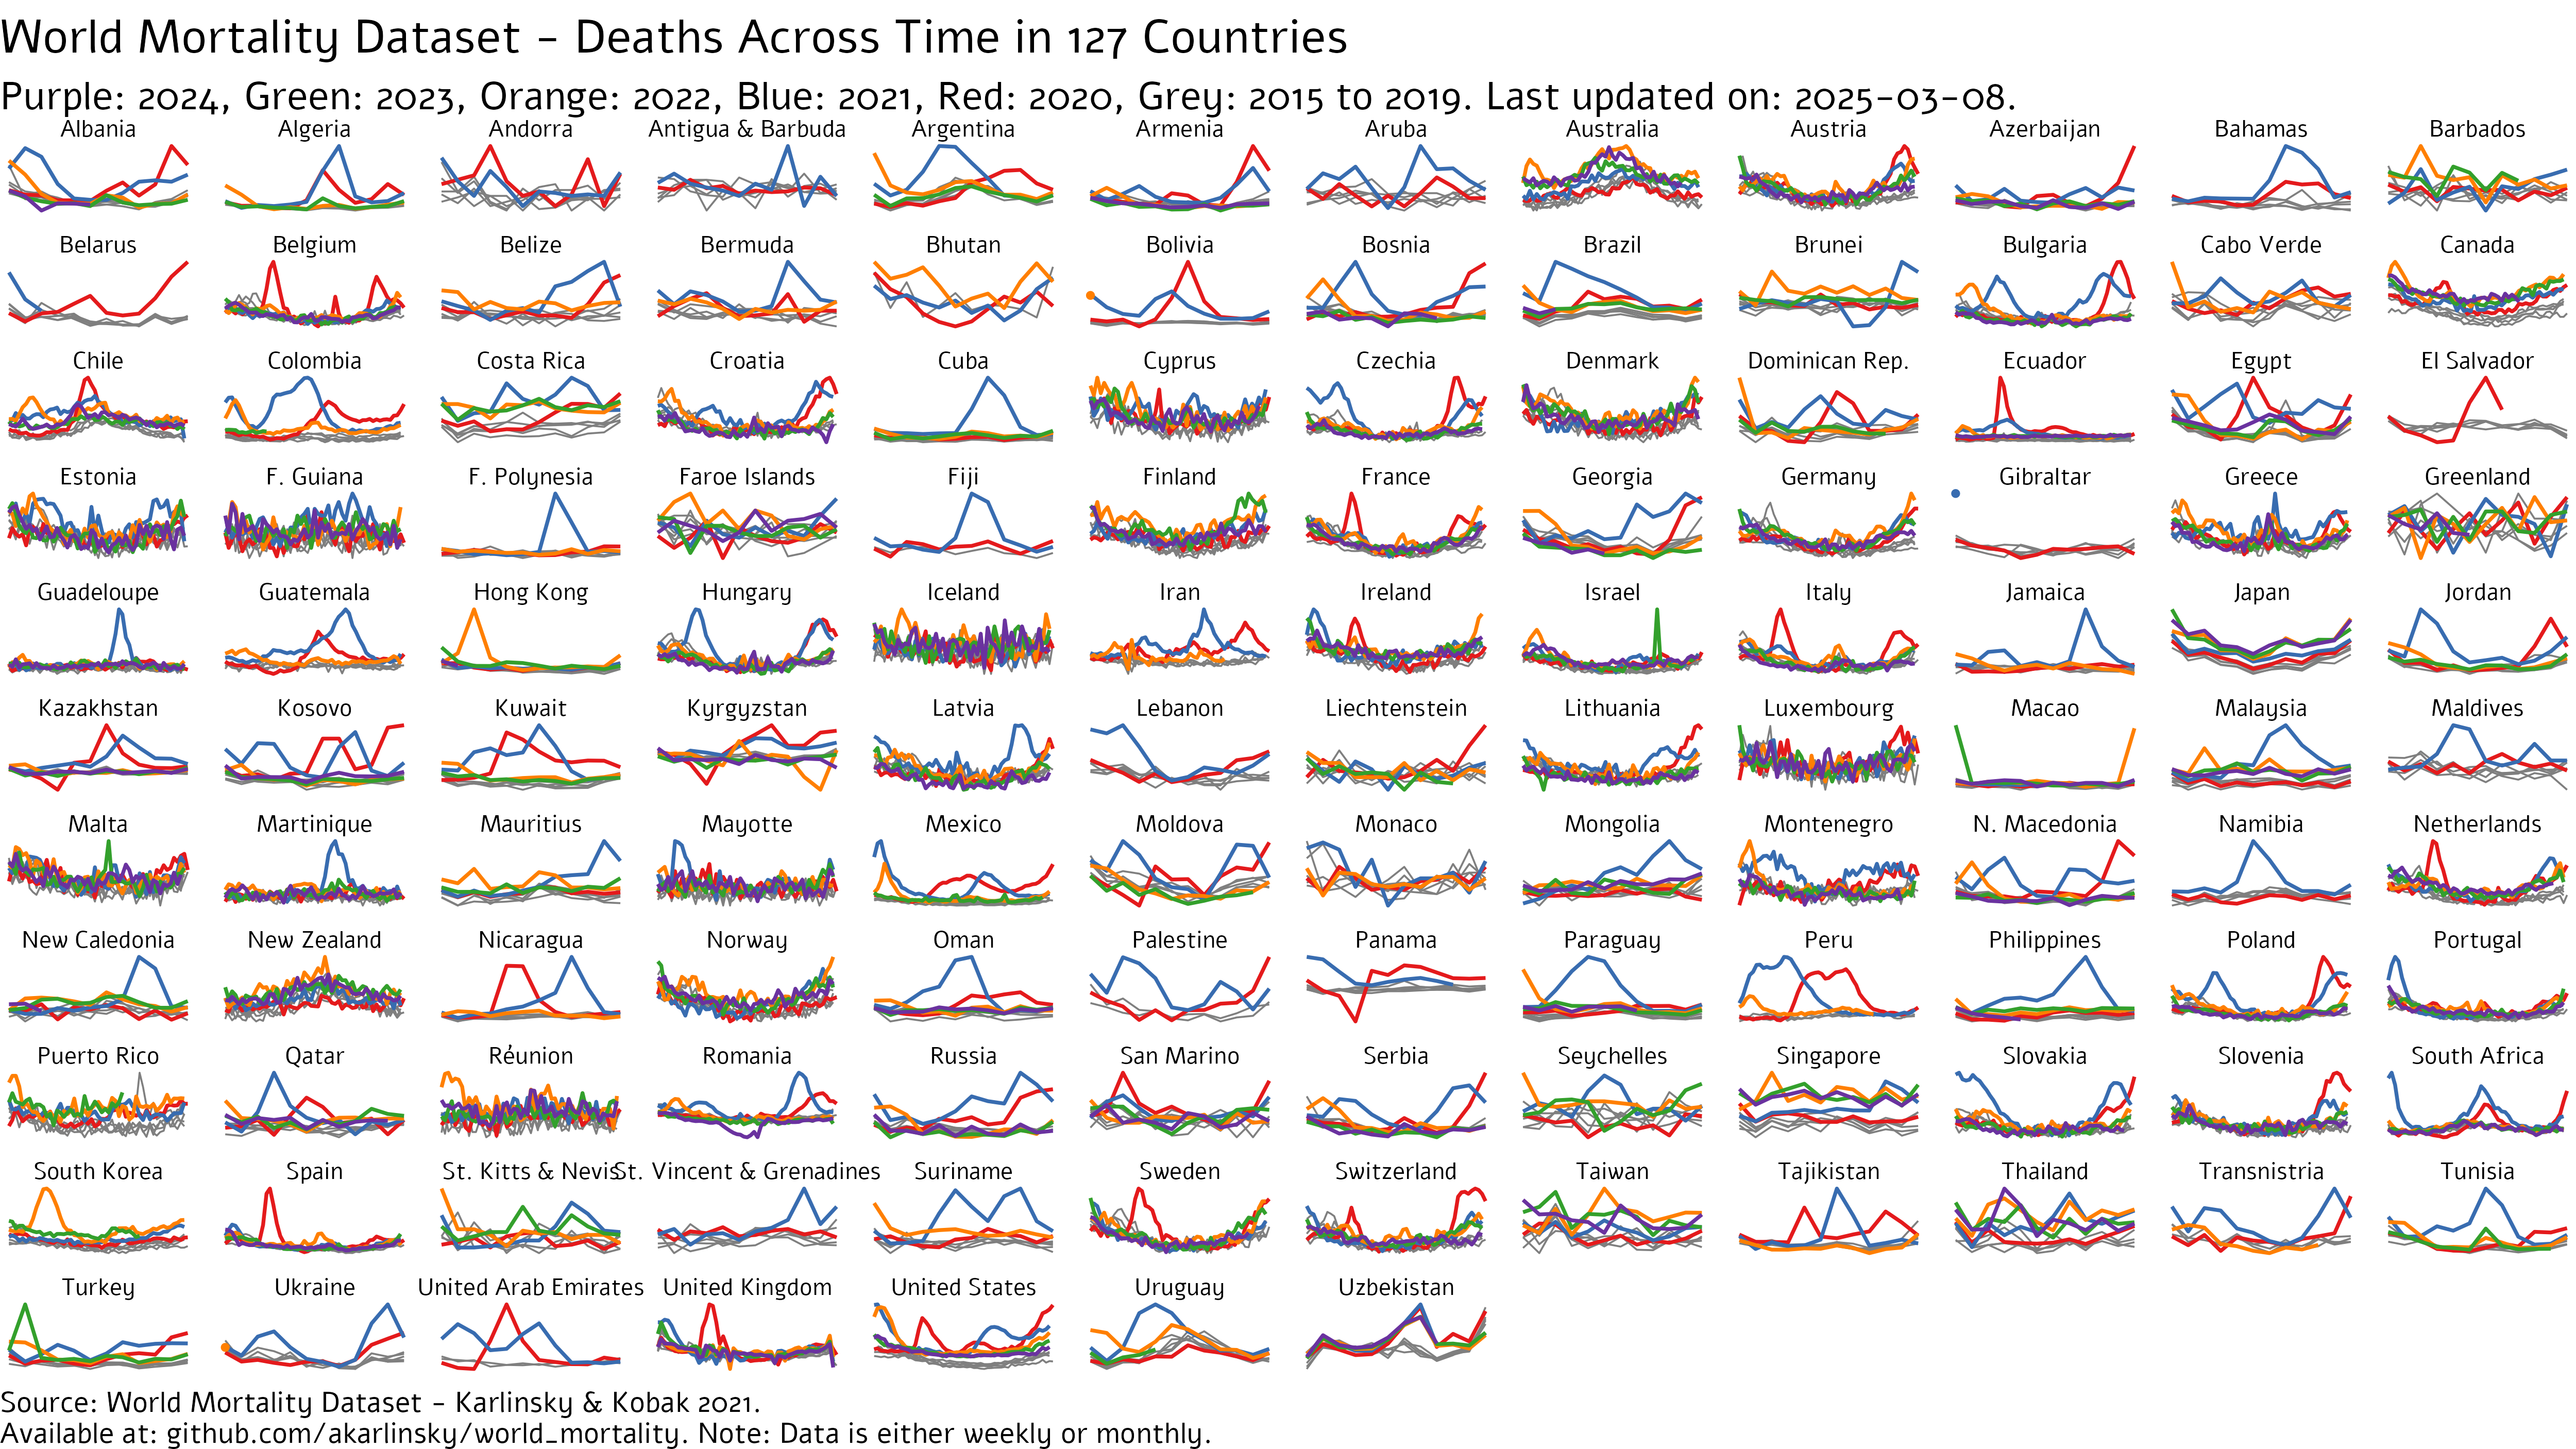 World Mortality Dataset - Deaths Across Time in 127 Countries
Purple: 2024, Green: 2023, Orange: 2022, Blue: 2021, Red: 2020, Grey: 2015 to 2019. Last updated on: 2025-03-08.
Albania Algeria Andorra Antigua & Barbuda Argentina Armenia Aruba Australia Austria Azerbaijan Bahamas Barbados
Belarus Belgium Belize Bermuda Bhutan Bolivia Bosnia Brazil Brunei Bulgaria Cabo Verde Canada
Chile Colombia Costa Rica Croatia Cuba Cyprus Czechia Denmark Dominican Rep. Ecuador Egypt El Salvador
Estonia F. Guiana F. Polynesia Faroe Islands Fiji Finland France Georgia Germany Gibraltar Greece Greenland
Guadeloupe Guatemala Hong Kong Hungary Iceland Iran Ireland Israel Italy Jamaica Japan Jordan
Kazakhstan Kosovo Kuwait Kyrgyzstan Latvia Lebanon Liechtenstein Lithuania Luxembourg Macao Malaysia Maldives
Malta Martinique Mauritius Mayotte Mexico Moldova Monaco Mongolia Montenegro N. Macedonia Namibia Netherlands
New Caledonia New Zealand Nicaragua Norway Oman Palestine Panama Paraguay Peru Philippines Poland Portugal
Puerto Rico Qatar Réunion Romania Russia San Marino Serbia Seychelles Singapore Slovakia Slovenia South Africa
South Korea Spain St. Kitts & Nevis St. Vincent & Grenadines Suriname Sweden Switzerland Taiwan Tajikistan Thailand Transnistria Tunisia
Turkey Ukraine United Arab Emirates United Kingdom United States Uruguay Uzbekistan
Source: World Mortality Dataset - Karlinsky & Kobak 2021.
Available at: github.com/akarlinsky/world_mortality. Note: Data is either weekly or monthly.